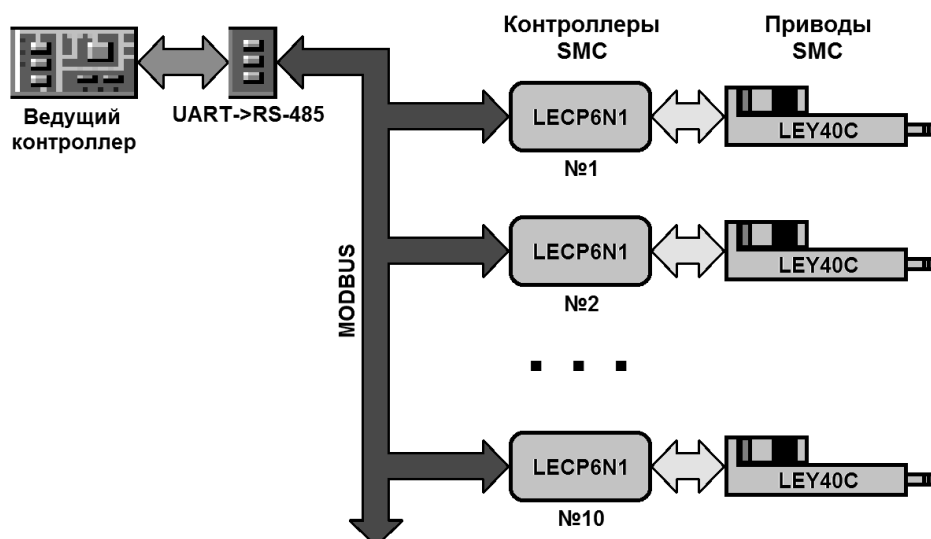 Контроллеры
SMC
Приводы
SMC
Ведущий
контроллер
UART->RS-485
MODBUS
LECP6N1
№1
LEY40C
LECP6N1
№2
LEY40C
. . .
LECP6N1
№10
LEY40C